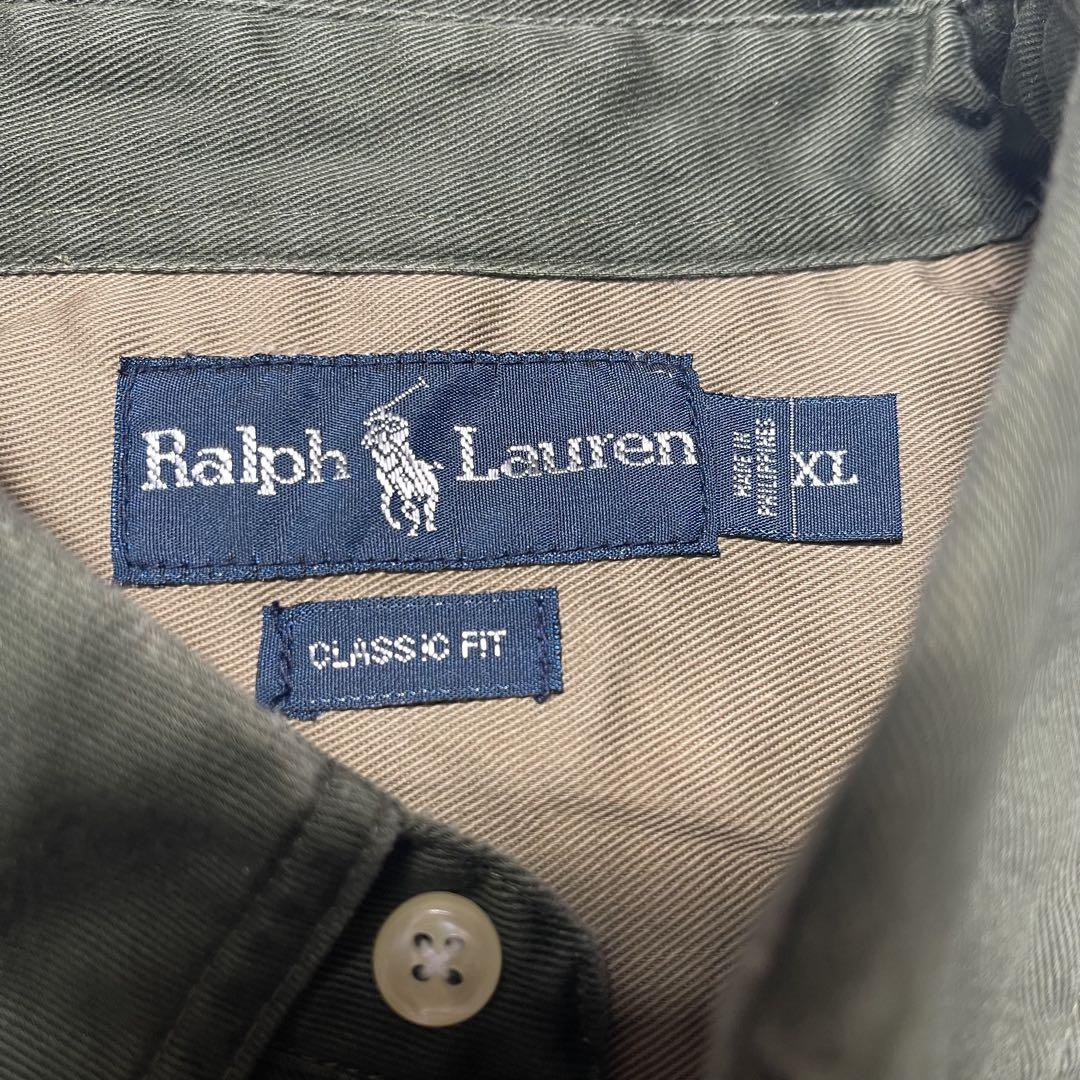 Ralph Lauren
MADE IN
PHILIPPINES
XL
CLASSIC FIT